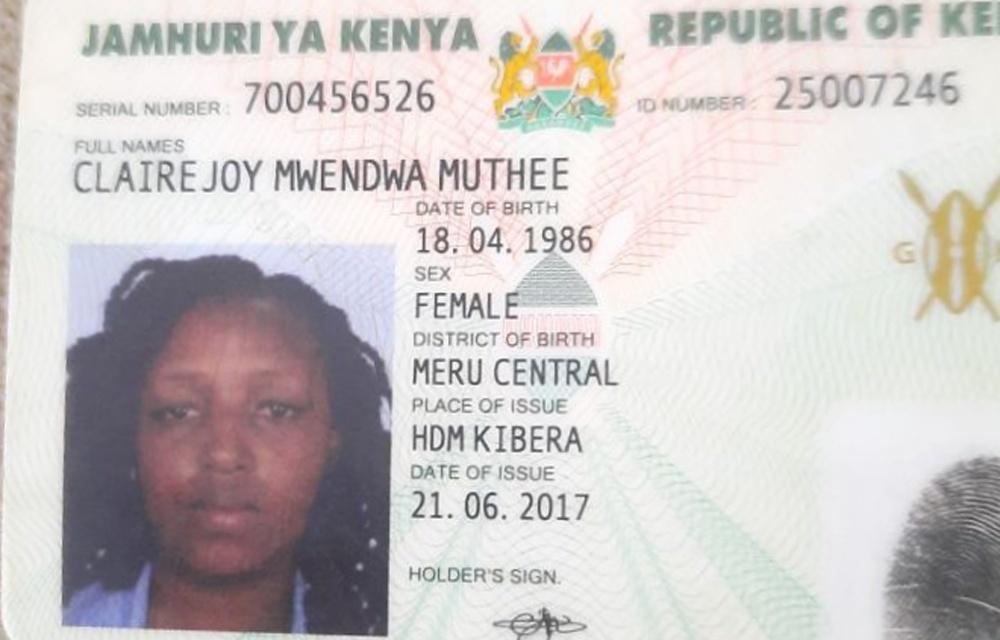 JAMHURI YA KENYA
REPUBLIC OF
SERIAL NUMBER : 700456526
ID NUMBER : 25007246
FULL NAMES
CLAIRE JOY MWENDWA MUTHEE
DATE OF BIRTH
18. 04. 1986
SEX
FEMALE
DISTRICT OF BIRTH
MERU CENTRAL
PLACE OF ISSUE
HDM KIBERA
DATE OF ISSUE
21. 06. 2017
HOLDER'S SIGN.
G